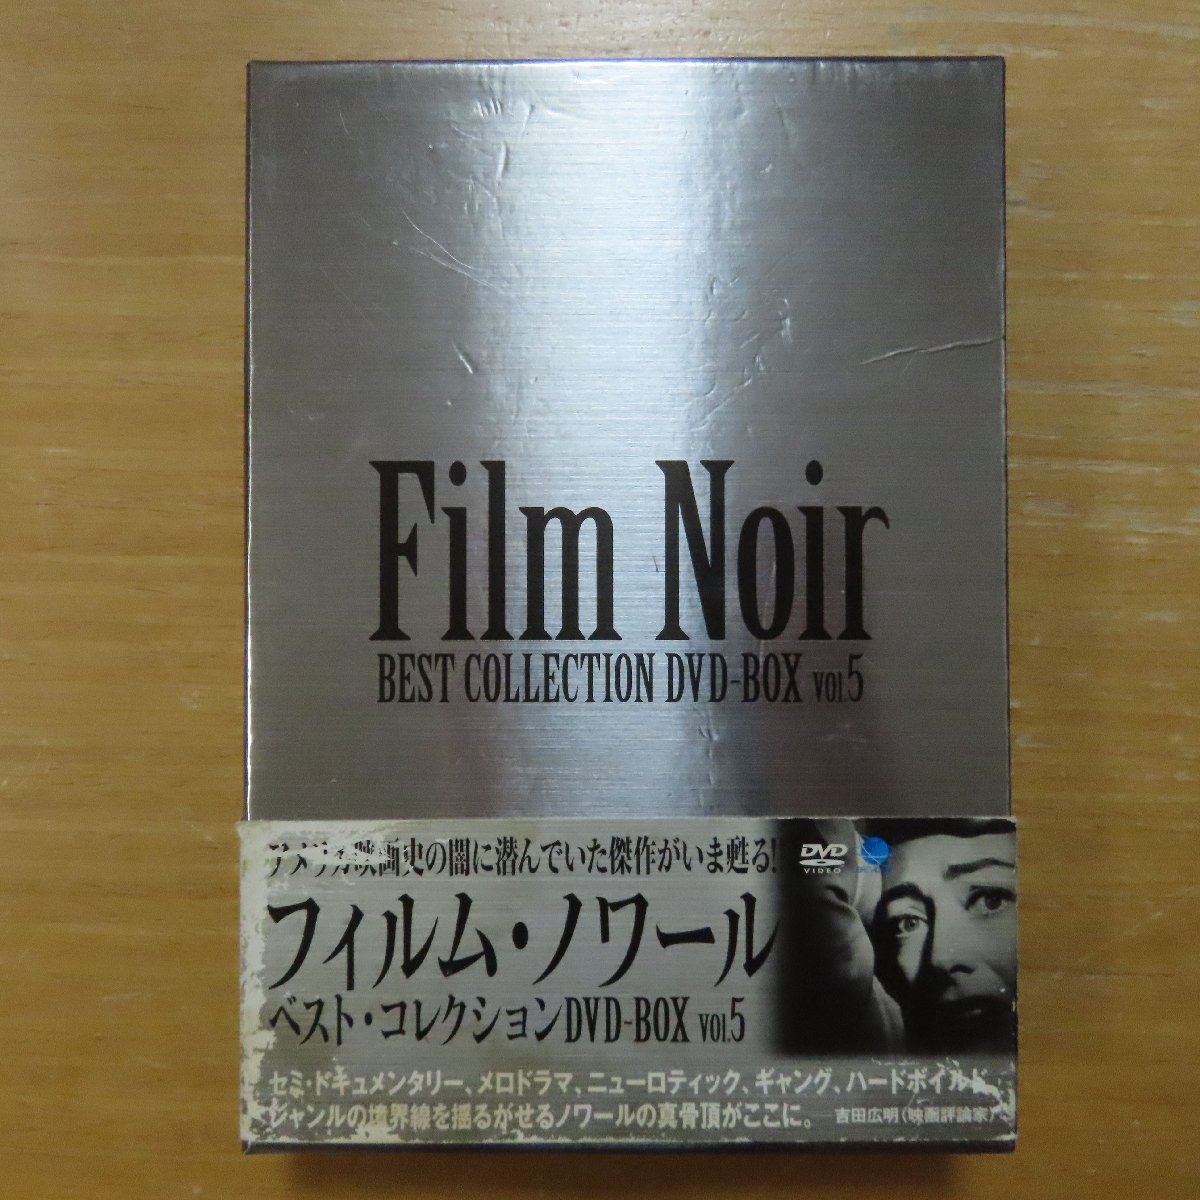 Film Noir
BEST COLLECTION DVD-BOX vol.5
アメリカ映画史の闇に潜んでいた傑作がいま甦る!
DVD
VIDEO
フィルム・ノワール
ベスト・コレクションDVD-BOX vol.5
セミ・ドキュメンタリー、メロドラマ、ニューロティック、ギャング、ハードボイルド、
ジャンルの境界線を揺るがせるノワールの真骨頂がここに。 吉田広明(映画評論家)